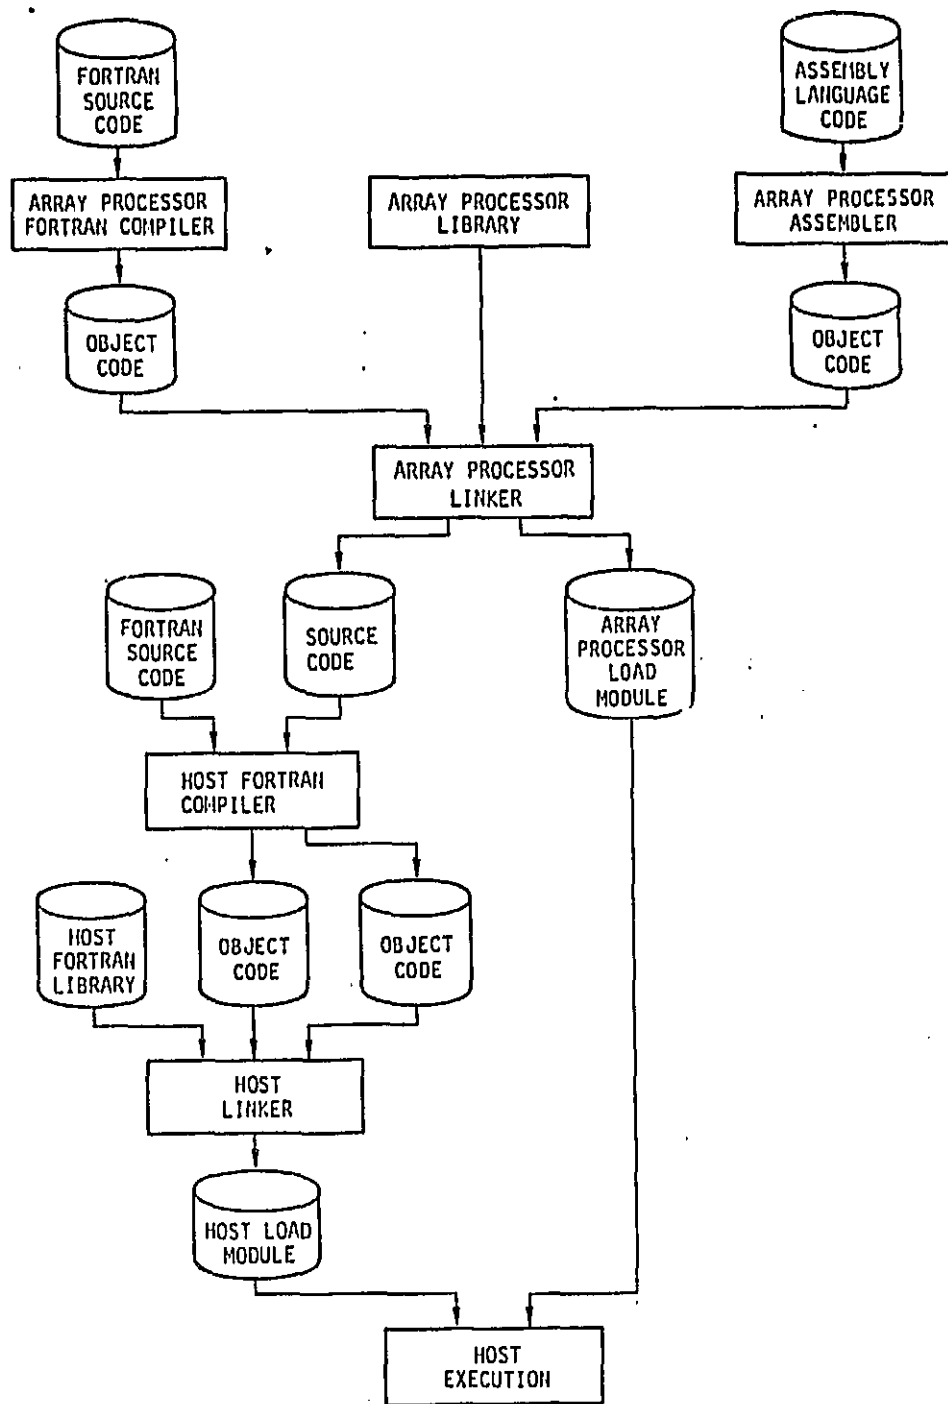 FORTRAN
SOURCE
CODE
ASSEMBLY
LANGUAGE
CODE
ARRAY PROCESSOR
FORTRAN COMPILER
ARRAY PROCESSOR
LIBRARY
ARRAY PROCESSOR
ASSEMBLER
OBJECT
CODE
OBJECT
CODE
ARRAY PROCESSOR
LINKER
FORTRAN
SOURCE
CODE
SOURCE
CODE
ARRAY
PROCESSOR
LOAD
MODULE
HOST FORTRAN
COMPILER
HOST
FORTRAN
LIBRARY
OBJECT
CODE
OBJECT
CODE
HOST
LINKER
HOST LOAD
MODULE
HOST
EXECUTION